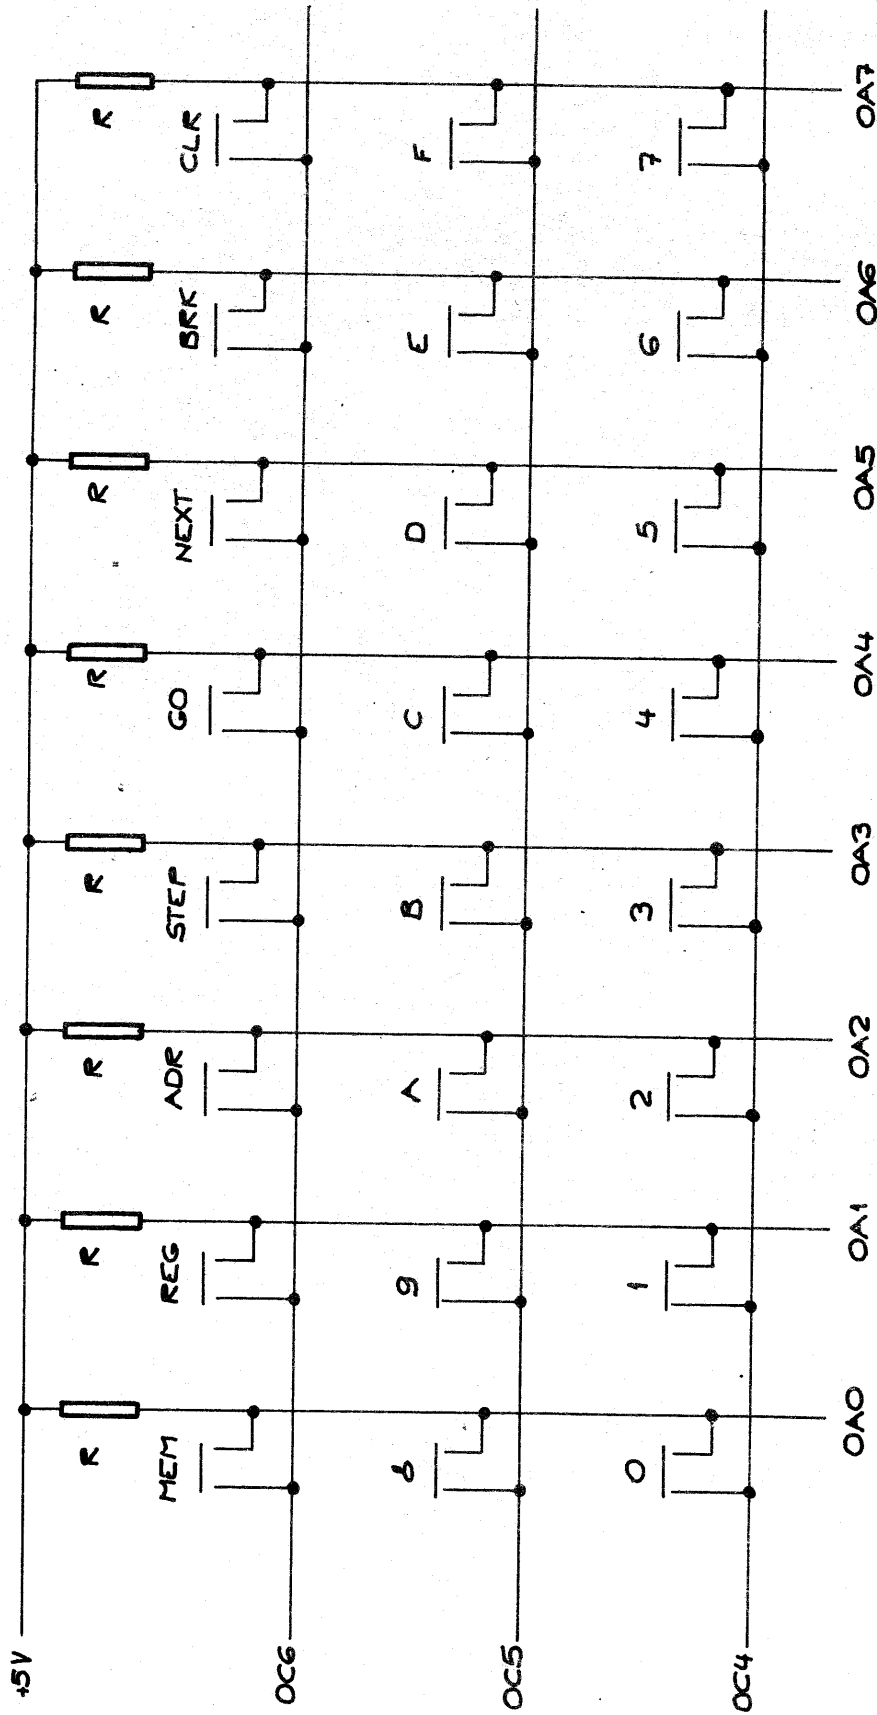 +5V
R R R R R R R R
MEM REG ADR STEP GO NEXT BRK CLR
OC6
8 9 A B C D E F
OC5
0 1 2 3 4 5 6 7
OC4
OA0 OA1 OA2 OA3 OA4 OA5 OA6 OA7